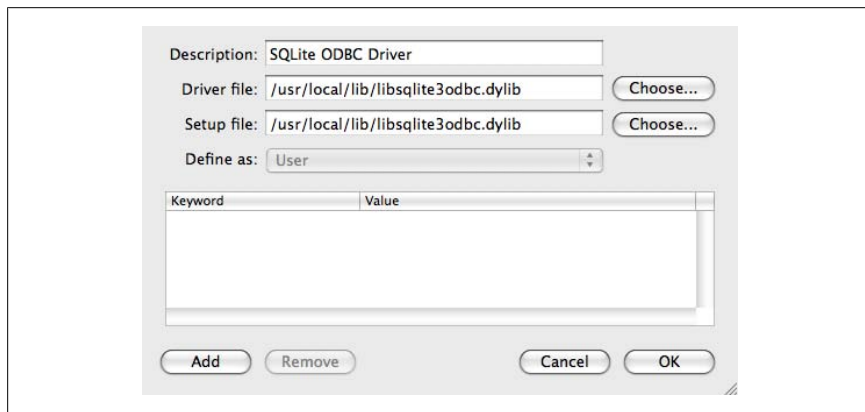 Description: SQLite ODBC Driver
Driver file: /usr/local/lib/libsqlite3odbc.dylib Choose...
Setup file: /usr/local/lib/libsqlite3odbc.dylib Choose...
Define as: User
Keyword Value
Add Remove Cancel OK